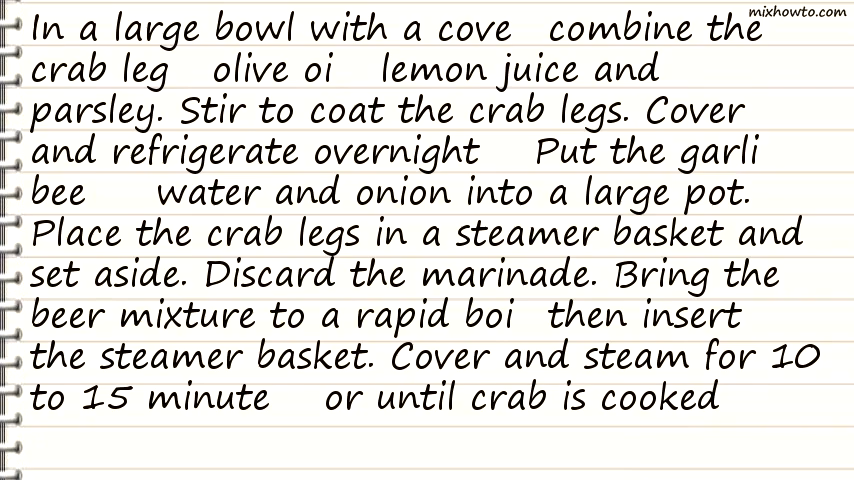 mixhowto.com
In a large bowl with a cove combine the
crab leg olive oi lemon juice and
parsley. Stir to coat the crab legs. Cover
and refrigerate overnight Put the garli
bee water and onion into a large pot.
Place the crab legs in a steamer basket and
set aside. Discard the marinade. Bring the
beer mixture to a rapid boi then insert
the steamer basket. Cover and steam for 10
to 15 minute or until crab is cooked